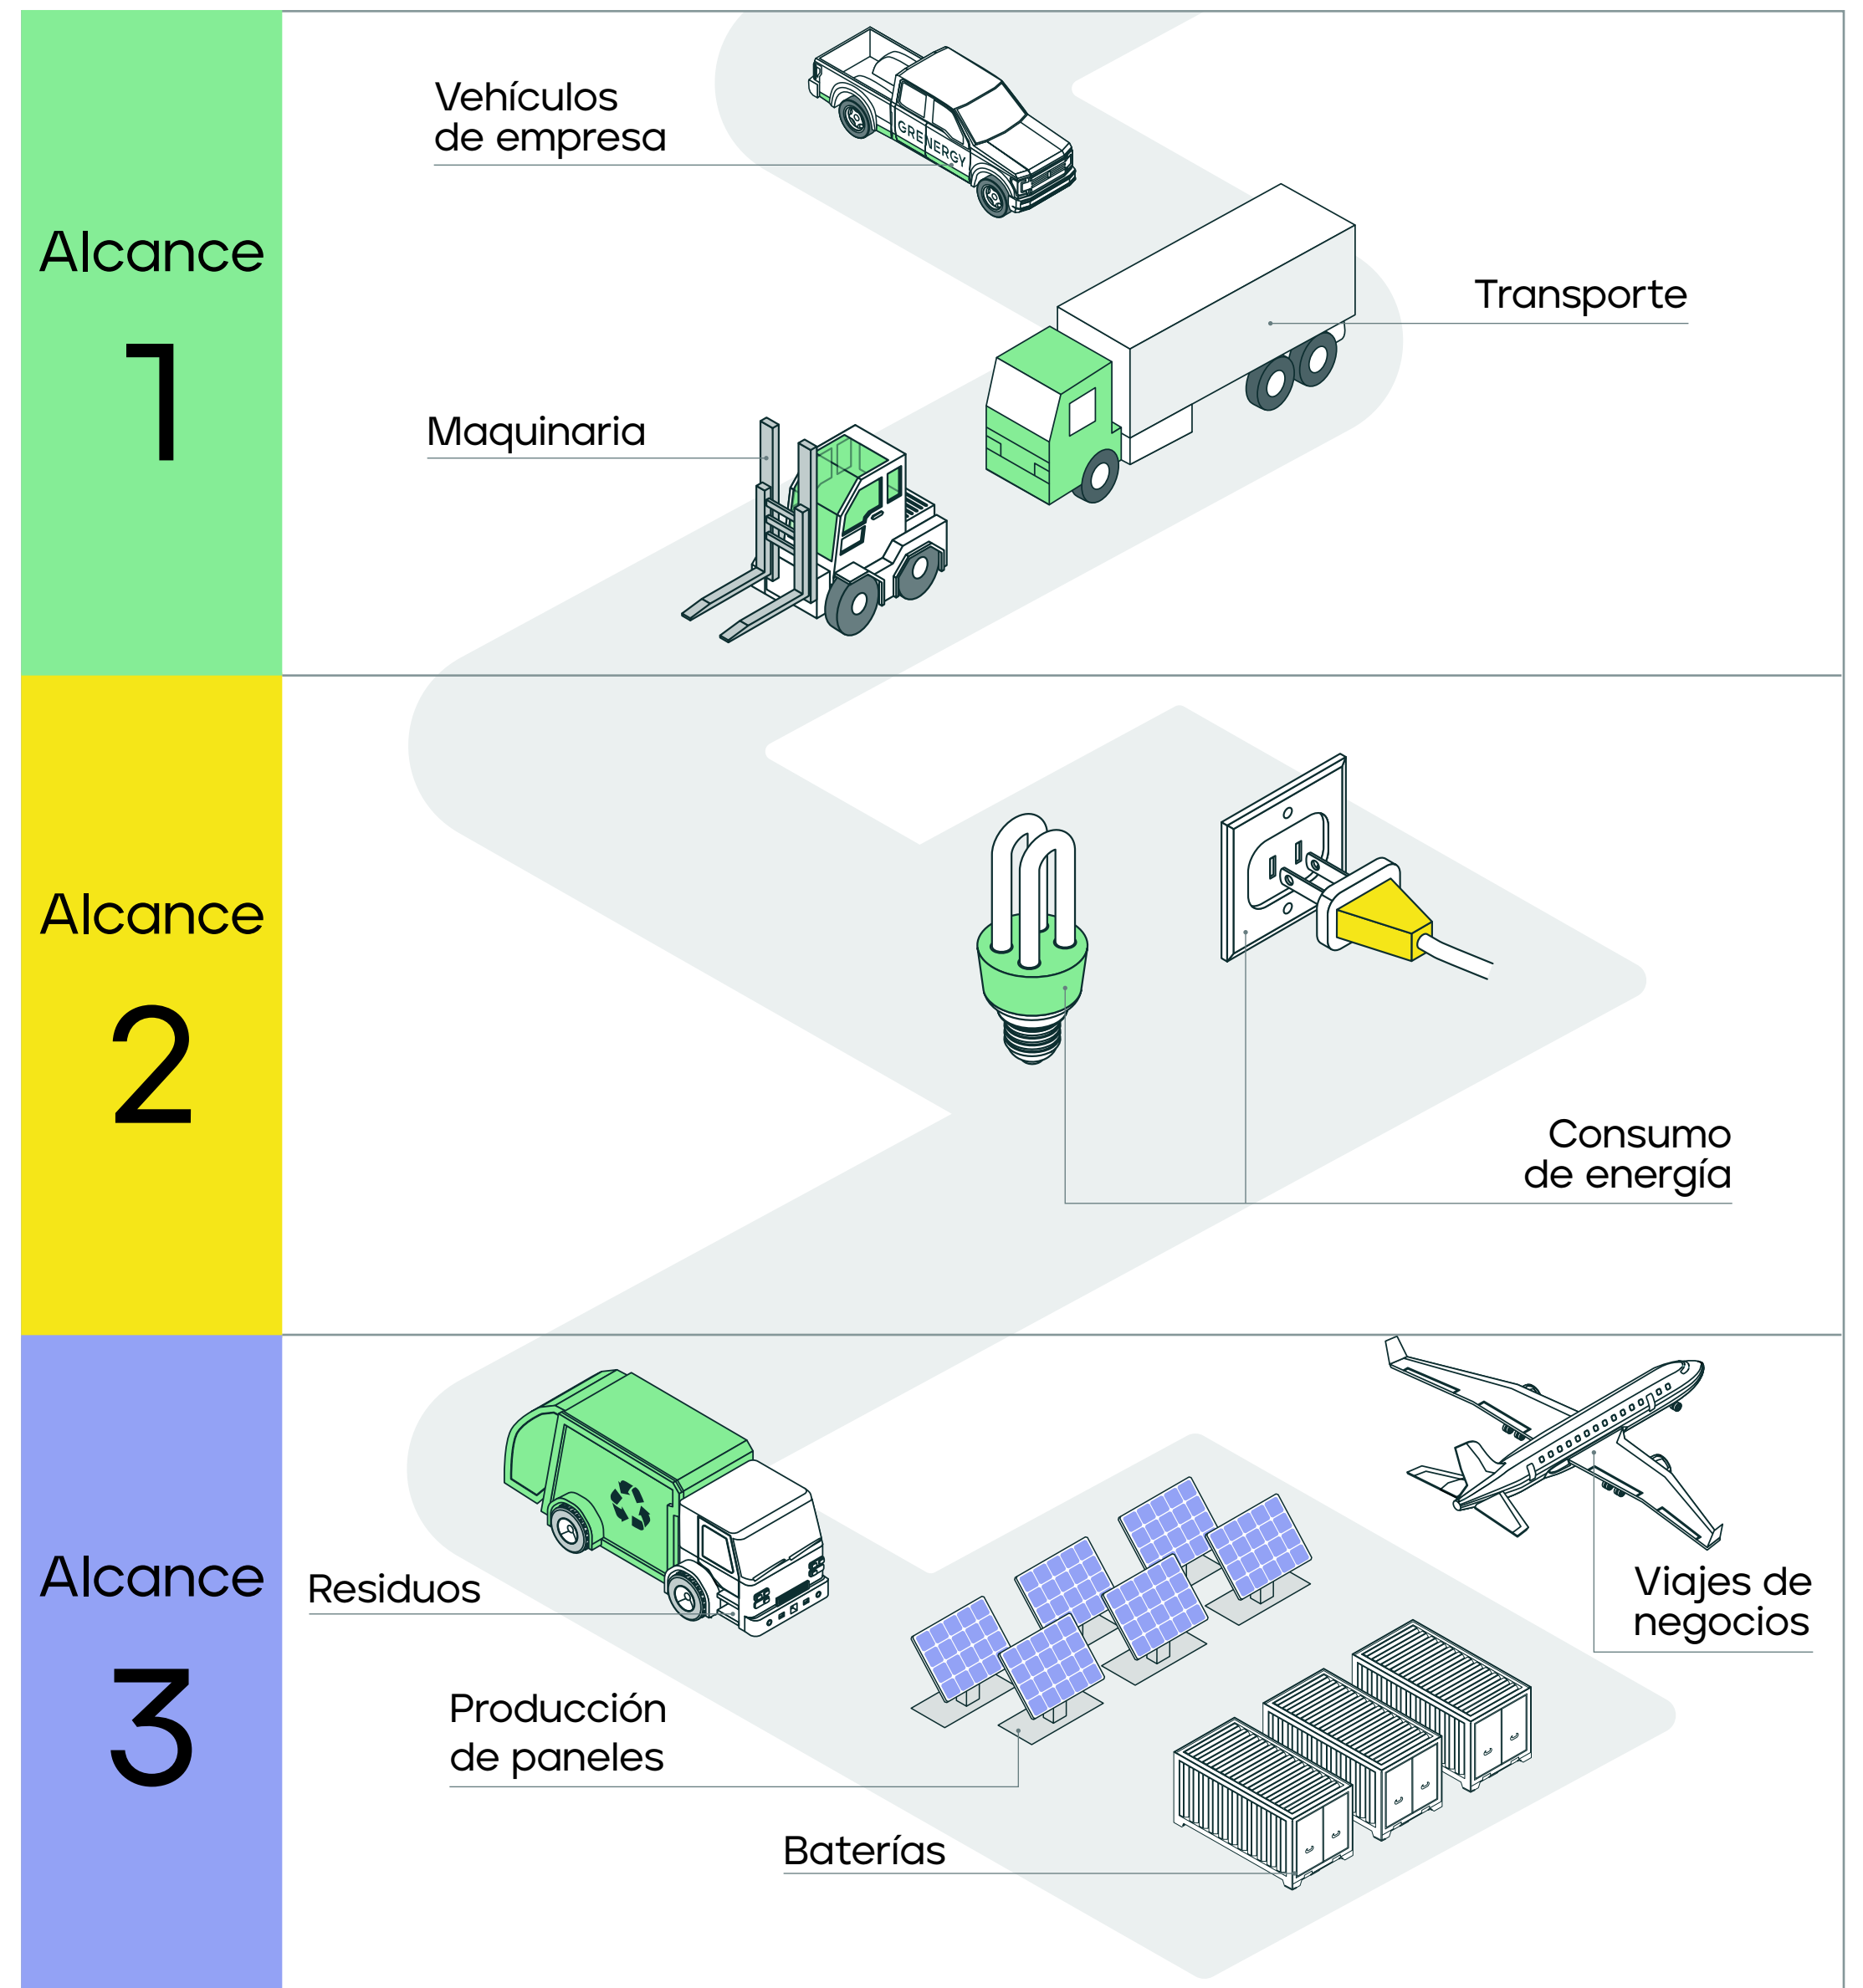 Vehículos
de empresa
GRENERGY
Alcance
1
Transporte
Maquinaria
Alcance
2
Consumo
de energía
Alcance
3
Residuos
Viajes de
negocios
Producción
de paneles
Baterías